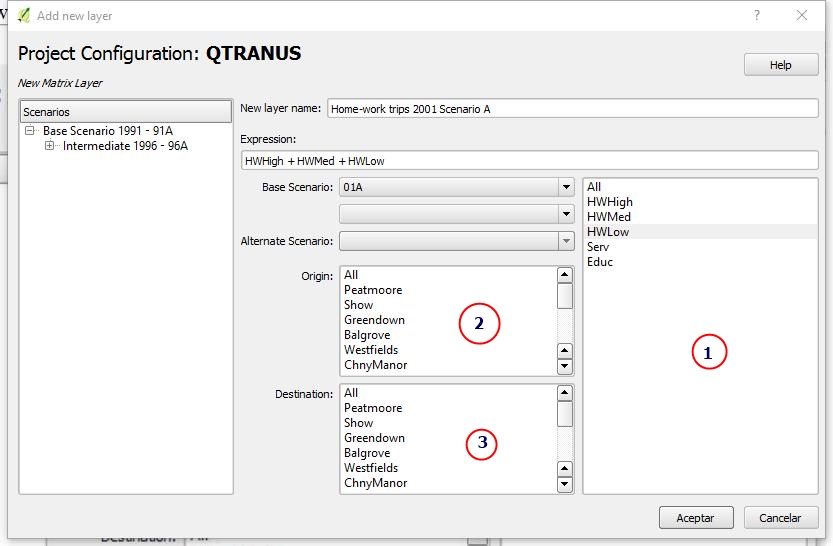 Add new layer
Project Configuration: QTRANUS
Help
New Matrix Layer
Scenarios
Base Scenario 1991 - 91A
Intermediate 1996 - 96A
New layer name: Home-work trips 2001 Scenario A
Expression:
HWHigh + HWMed + HWLow
Base Scenario: 01A
Alternate Scenario:
Origin:
All
Peatmoore
Show
Greendown
Balgrove
Westfields
ChnyManor
2
Destination:
All
Peatmoore
Show
Greendown
Balgrove
Westfields
ChnyManor
3
All
HWHigh
HWMed
HWLow
Serv
Educ
1
Aceptar
Cancelar